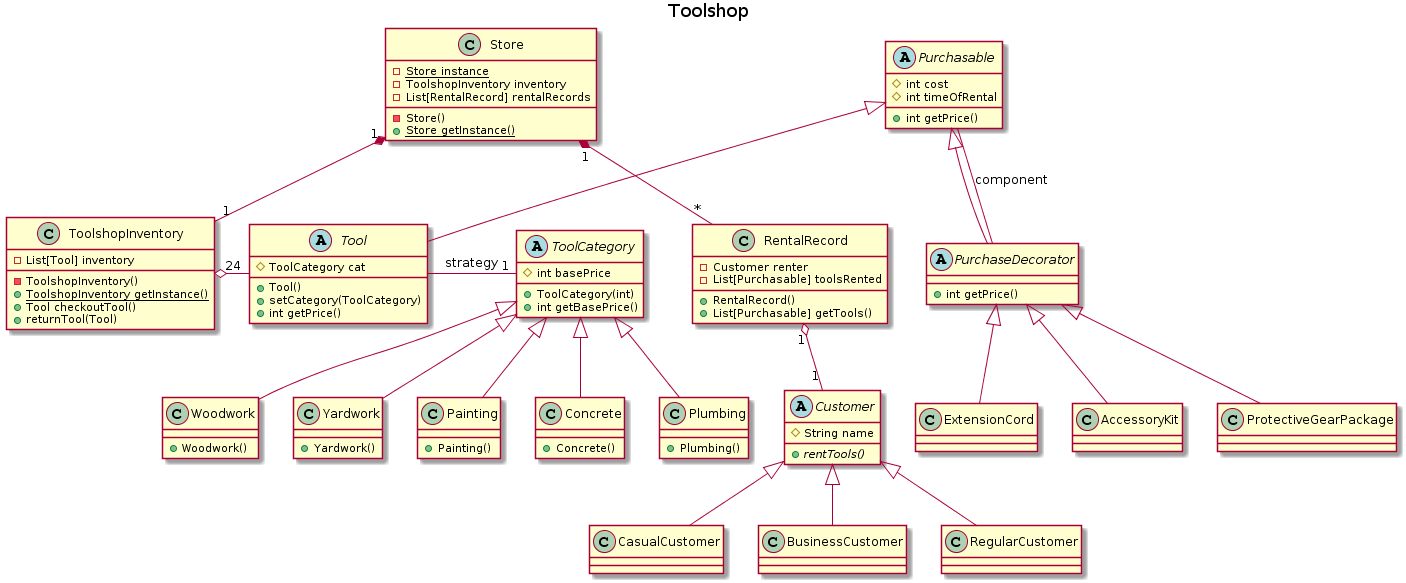 Toolshop
C Store
Store instance
ToolshopInventory inventory
List[RentalRecord] rentalRecords
Store()
Store getInstance()
A Purchasable
int cost
int timeOfRental
int getPrice()
1
1
component
1
*
C ToolshopInventory
List[Tool] inventory
ToolshopInventory()
ToolshopInventory getInstance()
Tool checkoutTool()
returnTool(Tool)
24
A Tool
ToolCategory cat
Tool()
setCategory(ToolCategory)
int getPrice()
strategy 1
A ToolCategory
int basePrice
ToolCategory(int)
int getBasePrice()
C RentalRecord
Customer renter
List[Purchasable] toolsRented
RentalRecord()
List[Purchasable] getTools()
A PurchaseDecorator
int getPrice()
1
1
C Woodwork
Woodwork()
C Yardwork
Yardwork()
C Painting
Painting()
C Concrete
Concrete()
C Plumbing
Plumbing()
A Customer
String name
rentTools()
C ExtensionCord
C AccessoryKit
C ProtectiveGearPackage
C CasualCustomer
C BusinessCustomer
C RegularCustomer